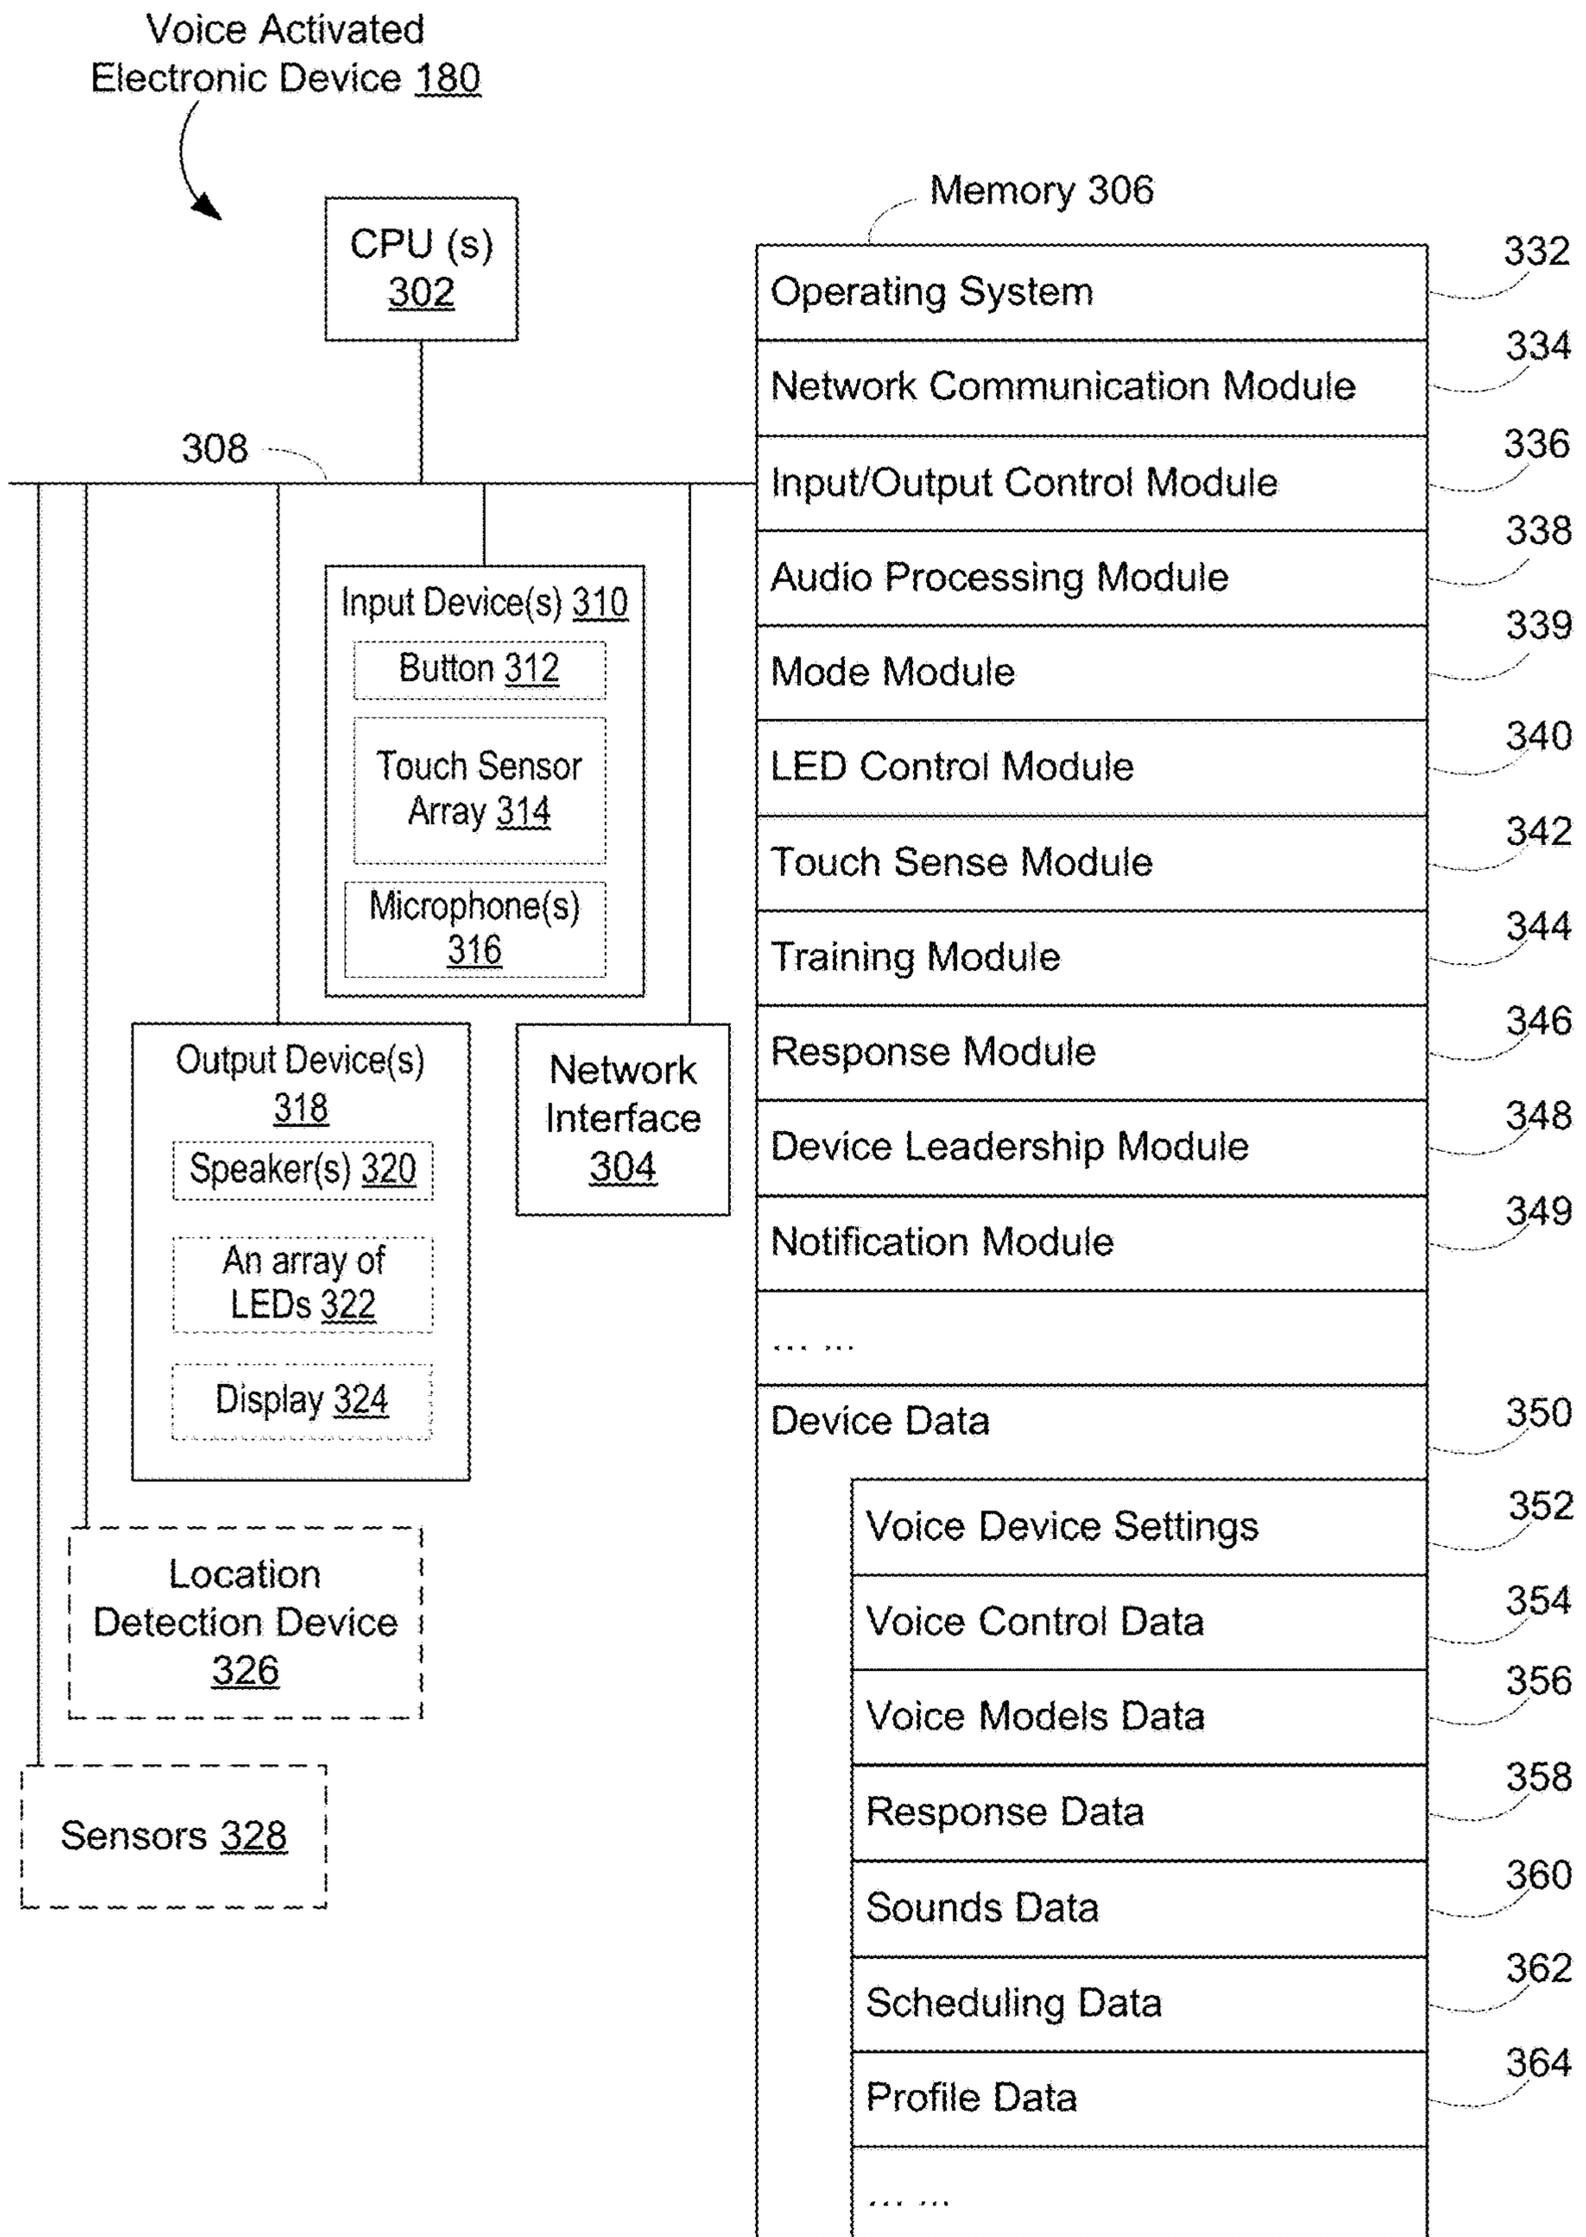 Voice Activated
Electronic Device 180
CPU (s)
302
308
Input Device(s) 310
Button 312
Touch Sensor
Array 314
Microphone(s)
316
Output Device(s)
318
Speaker(s) 320
An array of
LEDs 322
Display 324
Network
Interface
304
Location
Detection Device
326
Sensors 328
Memory 306
Operating System
332
Network Communication Module
334
Input/Output Control Module
336
Audio Processing Module
338
Mode Module
339
LED Control Module
340
Touch Sense Module
342
Training Module
344
Response Module
346
Device Leadership Module
348
Notification Module
349
... ...
Device Data
350
Voice Device Settings
352
Voice Control Data
354
Voice Models Data
356
Response Data
358
Sounds Data
360
Scheduling Data
362
Profile Data
364
... ...